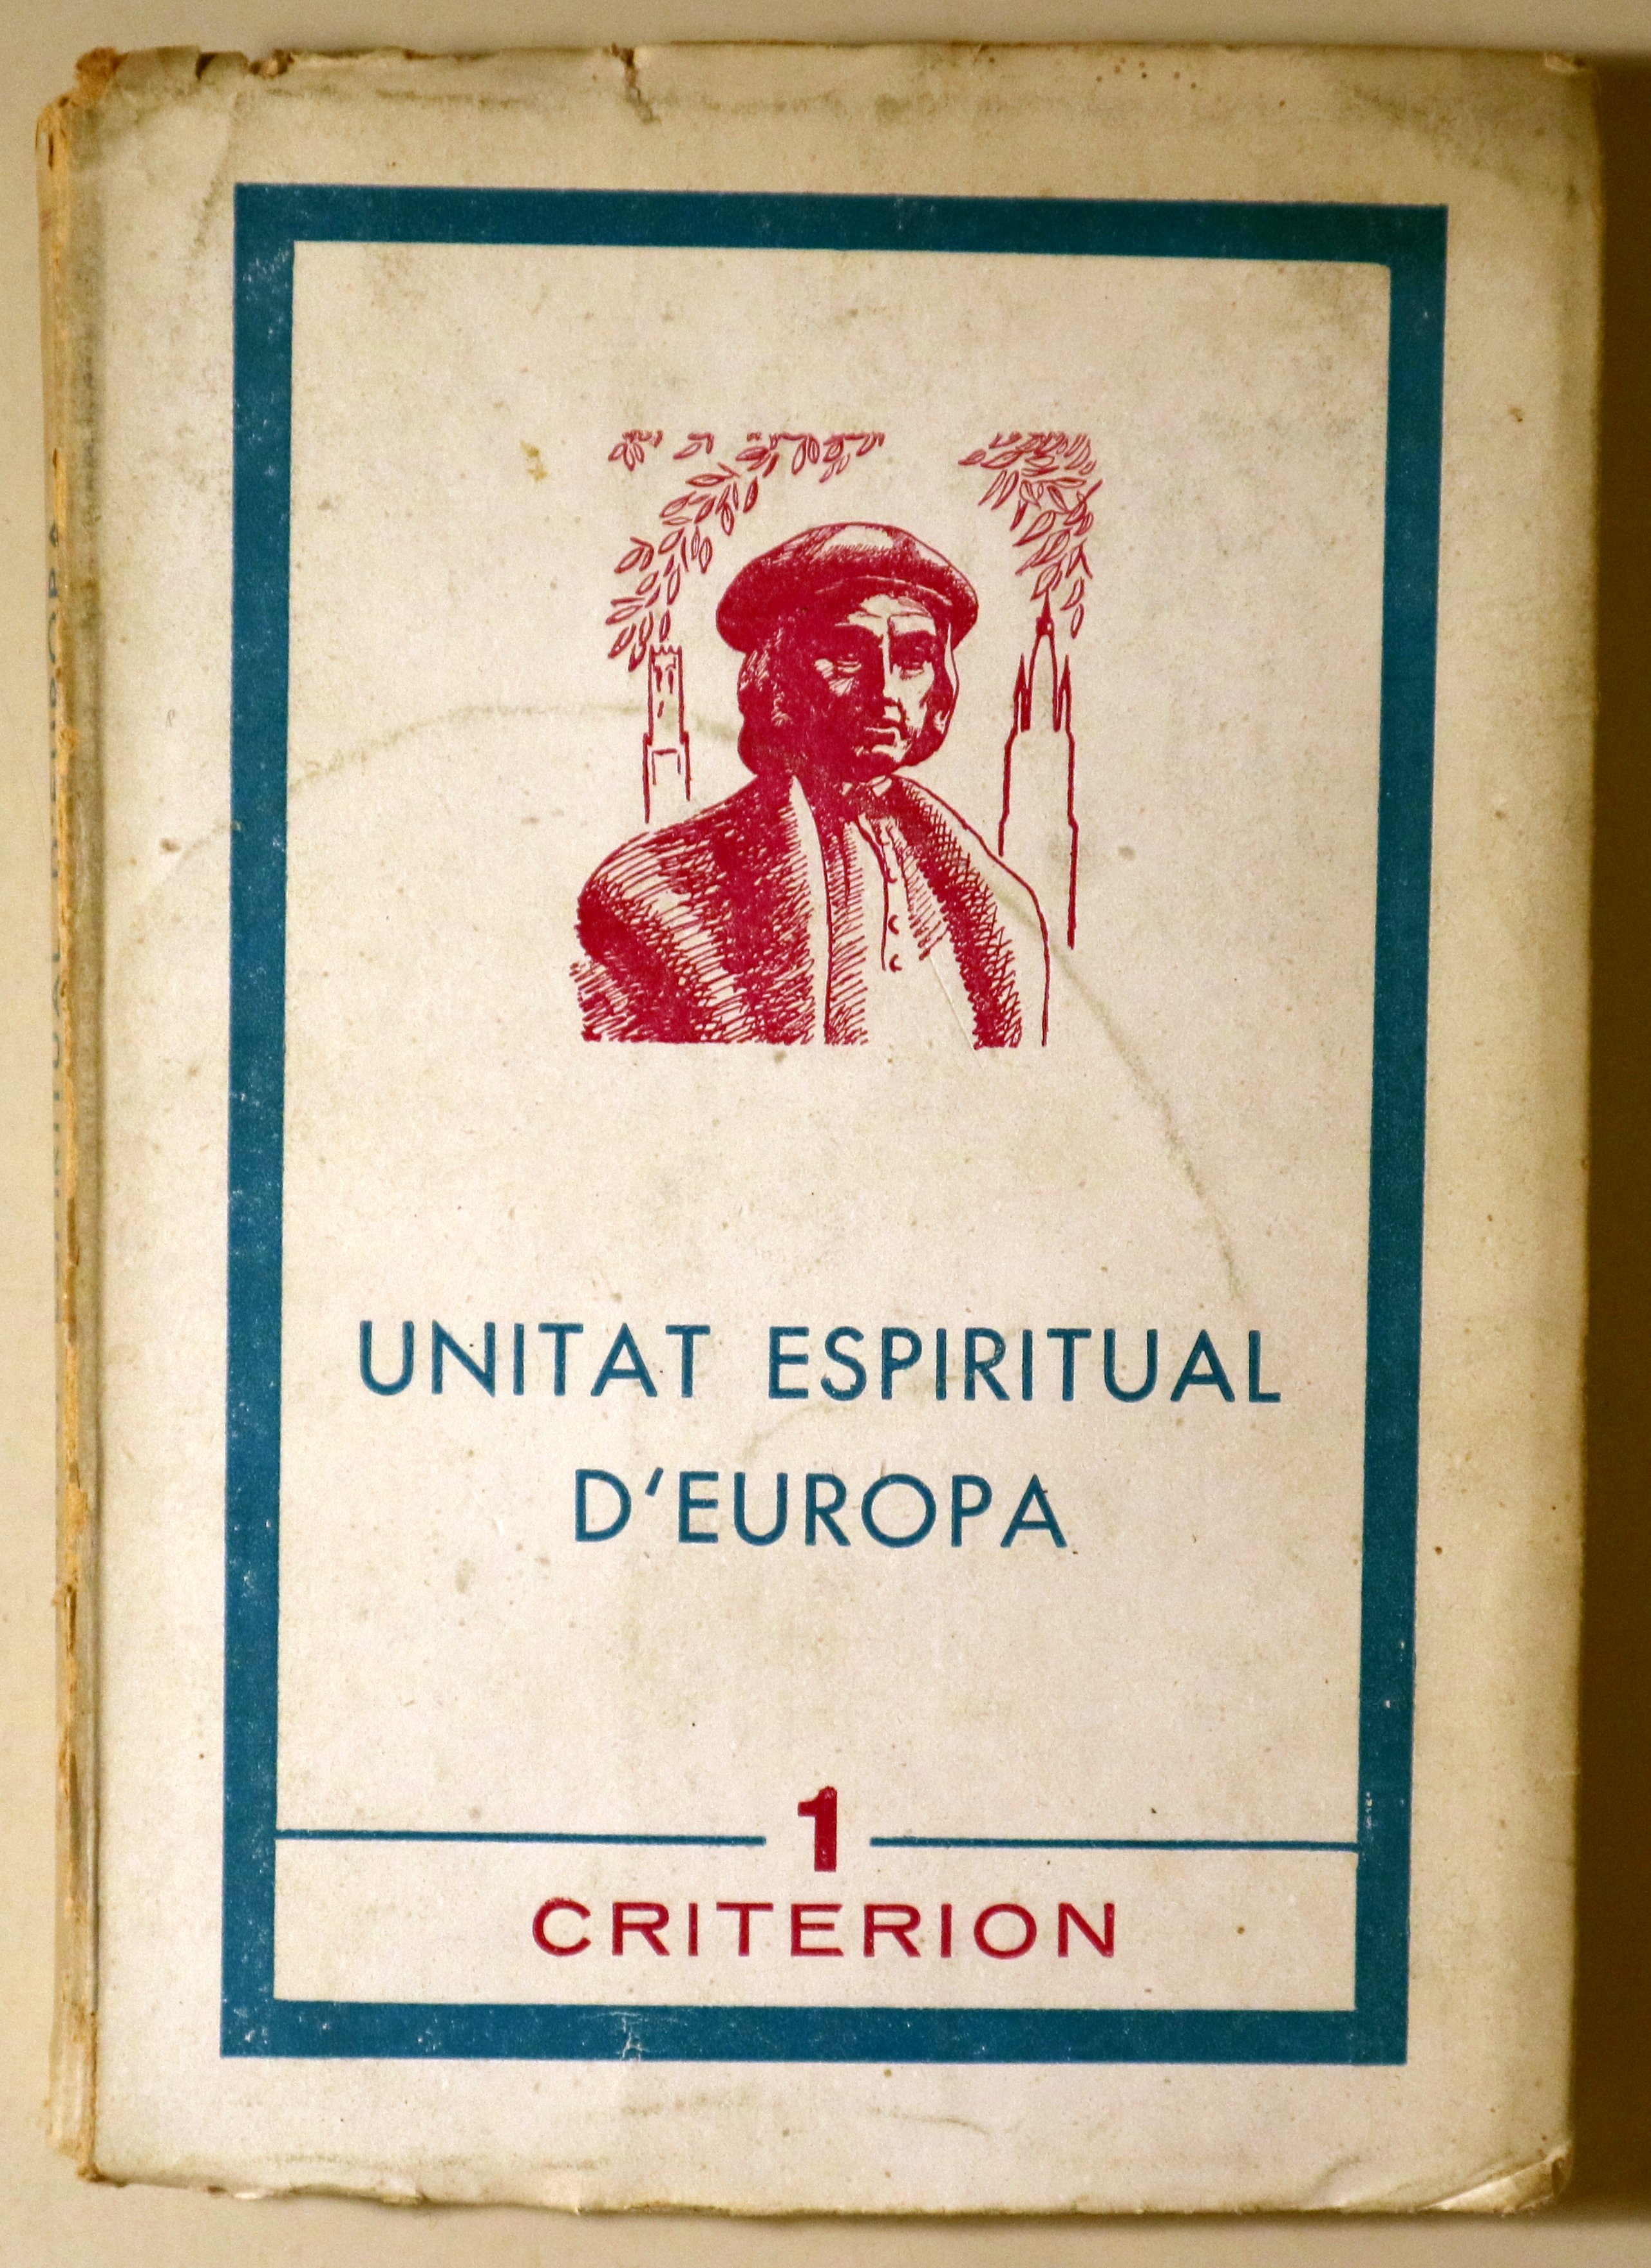 UNITAT ESPIRITUAL
D'EUROPA
1
CRITERION